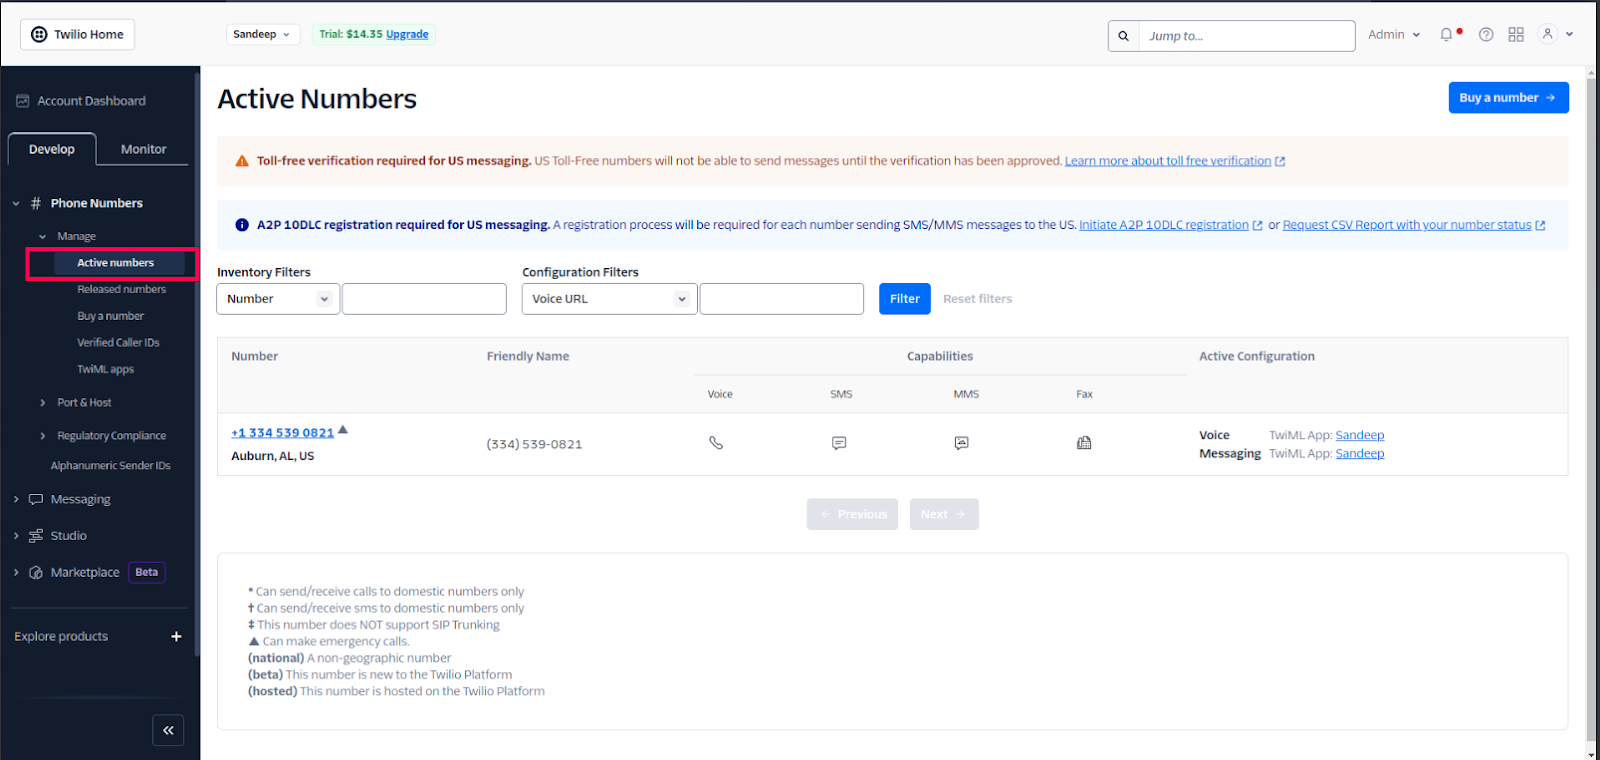 Twilio Home
Sandeep
Trial: $14.35 Upgrade
Jump to...
Admin
Account Dashboard
Develop
Monitor
# Phone Numbers
Manage
Active numbers
Released numbers
Buy a number
Verified Caller IDs
TwiML apps
Port & Host
Regulatory Compliance
Alphanumeric Sender IDs
Messaging
Studio
Marketplace Beta
Explore products +
Active Numbers
Buy a number →
Toll-free verification required for US messaging. US Toll-Free numbers will not be able to send messages until the verification has been approved. Learn more about toll free verification
A2P 10DLC registration required for US messaging. A registration process will be required for each number sending SMS/MMS messages to the US. Initiate A2P 10DLC registration or Request CSV Report with your number status
Inventory Filters Configuration Filters
Number Voice URL Filter Reset filters
Number Friendly Name Capabilities Active Configuration
Voice SMS MMS Fax
+1 334 539 0821 ▲
Auburn, AL, US
(334) 539-0821
Voice TwiML App: Sandeep
Messaging TwiML App: Sandeep
← Previous Next →
* Can send/receive calls to domestic numbers only
† Can send/receive sms to domestic numbers only
‡ This number does NOT support SIP Trunking
▲ Can make emergency calls.
(national) A non-geographic number
(beta) This number is new to the Twilio Platform
(hosted) This number is hosted on the Twilio Platform